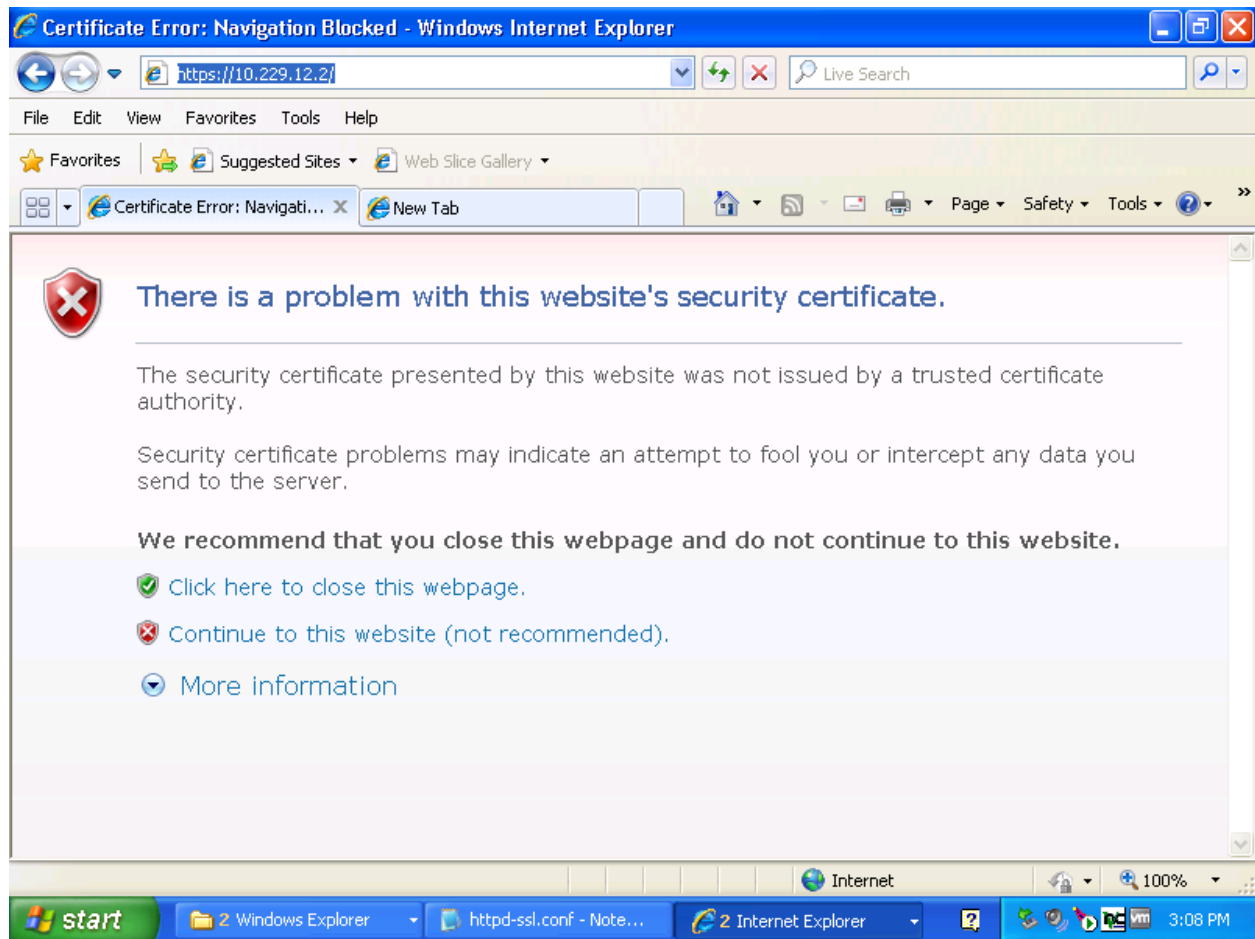 Certificate Error: Navigation Blocked - Windows Internet Explorer
https://10.229.12.2/
Live Search
File Edit View Favorites Tools Help
Favorites Suggested Sites Web Slice Gallery
Certificate Error: Navigati... New Tab Page Safety Tools
There is a problem with this website's security certificate.
The security certificate presented by this website was not issued by a trusted certificate
authority.
Security certificate problems may indicate an attempt to fool you or intercept any data you
send to the server.
We recommend that you close this webpage and do not continue to this website.
Click here to close this webpage.
Continue to this website (not recommended).
More information
Internet 100%
start 2 Windows Explorer httpd-ssl.conf - Note... 2 Internet Explorer 3:08 PM